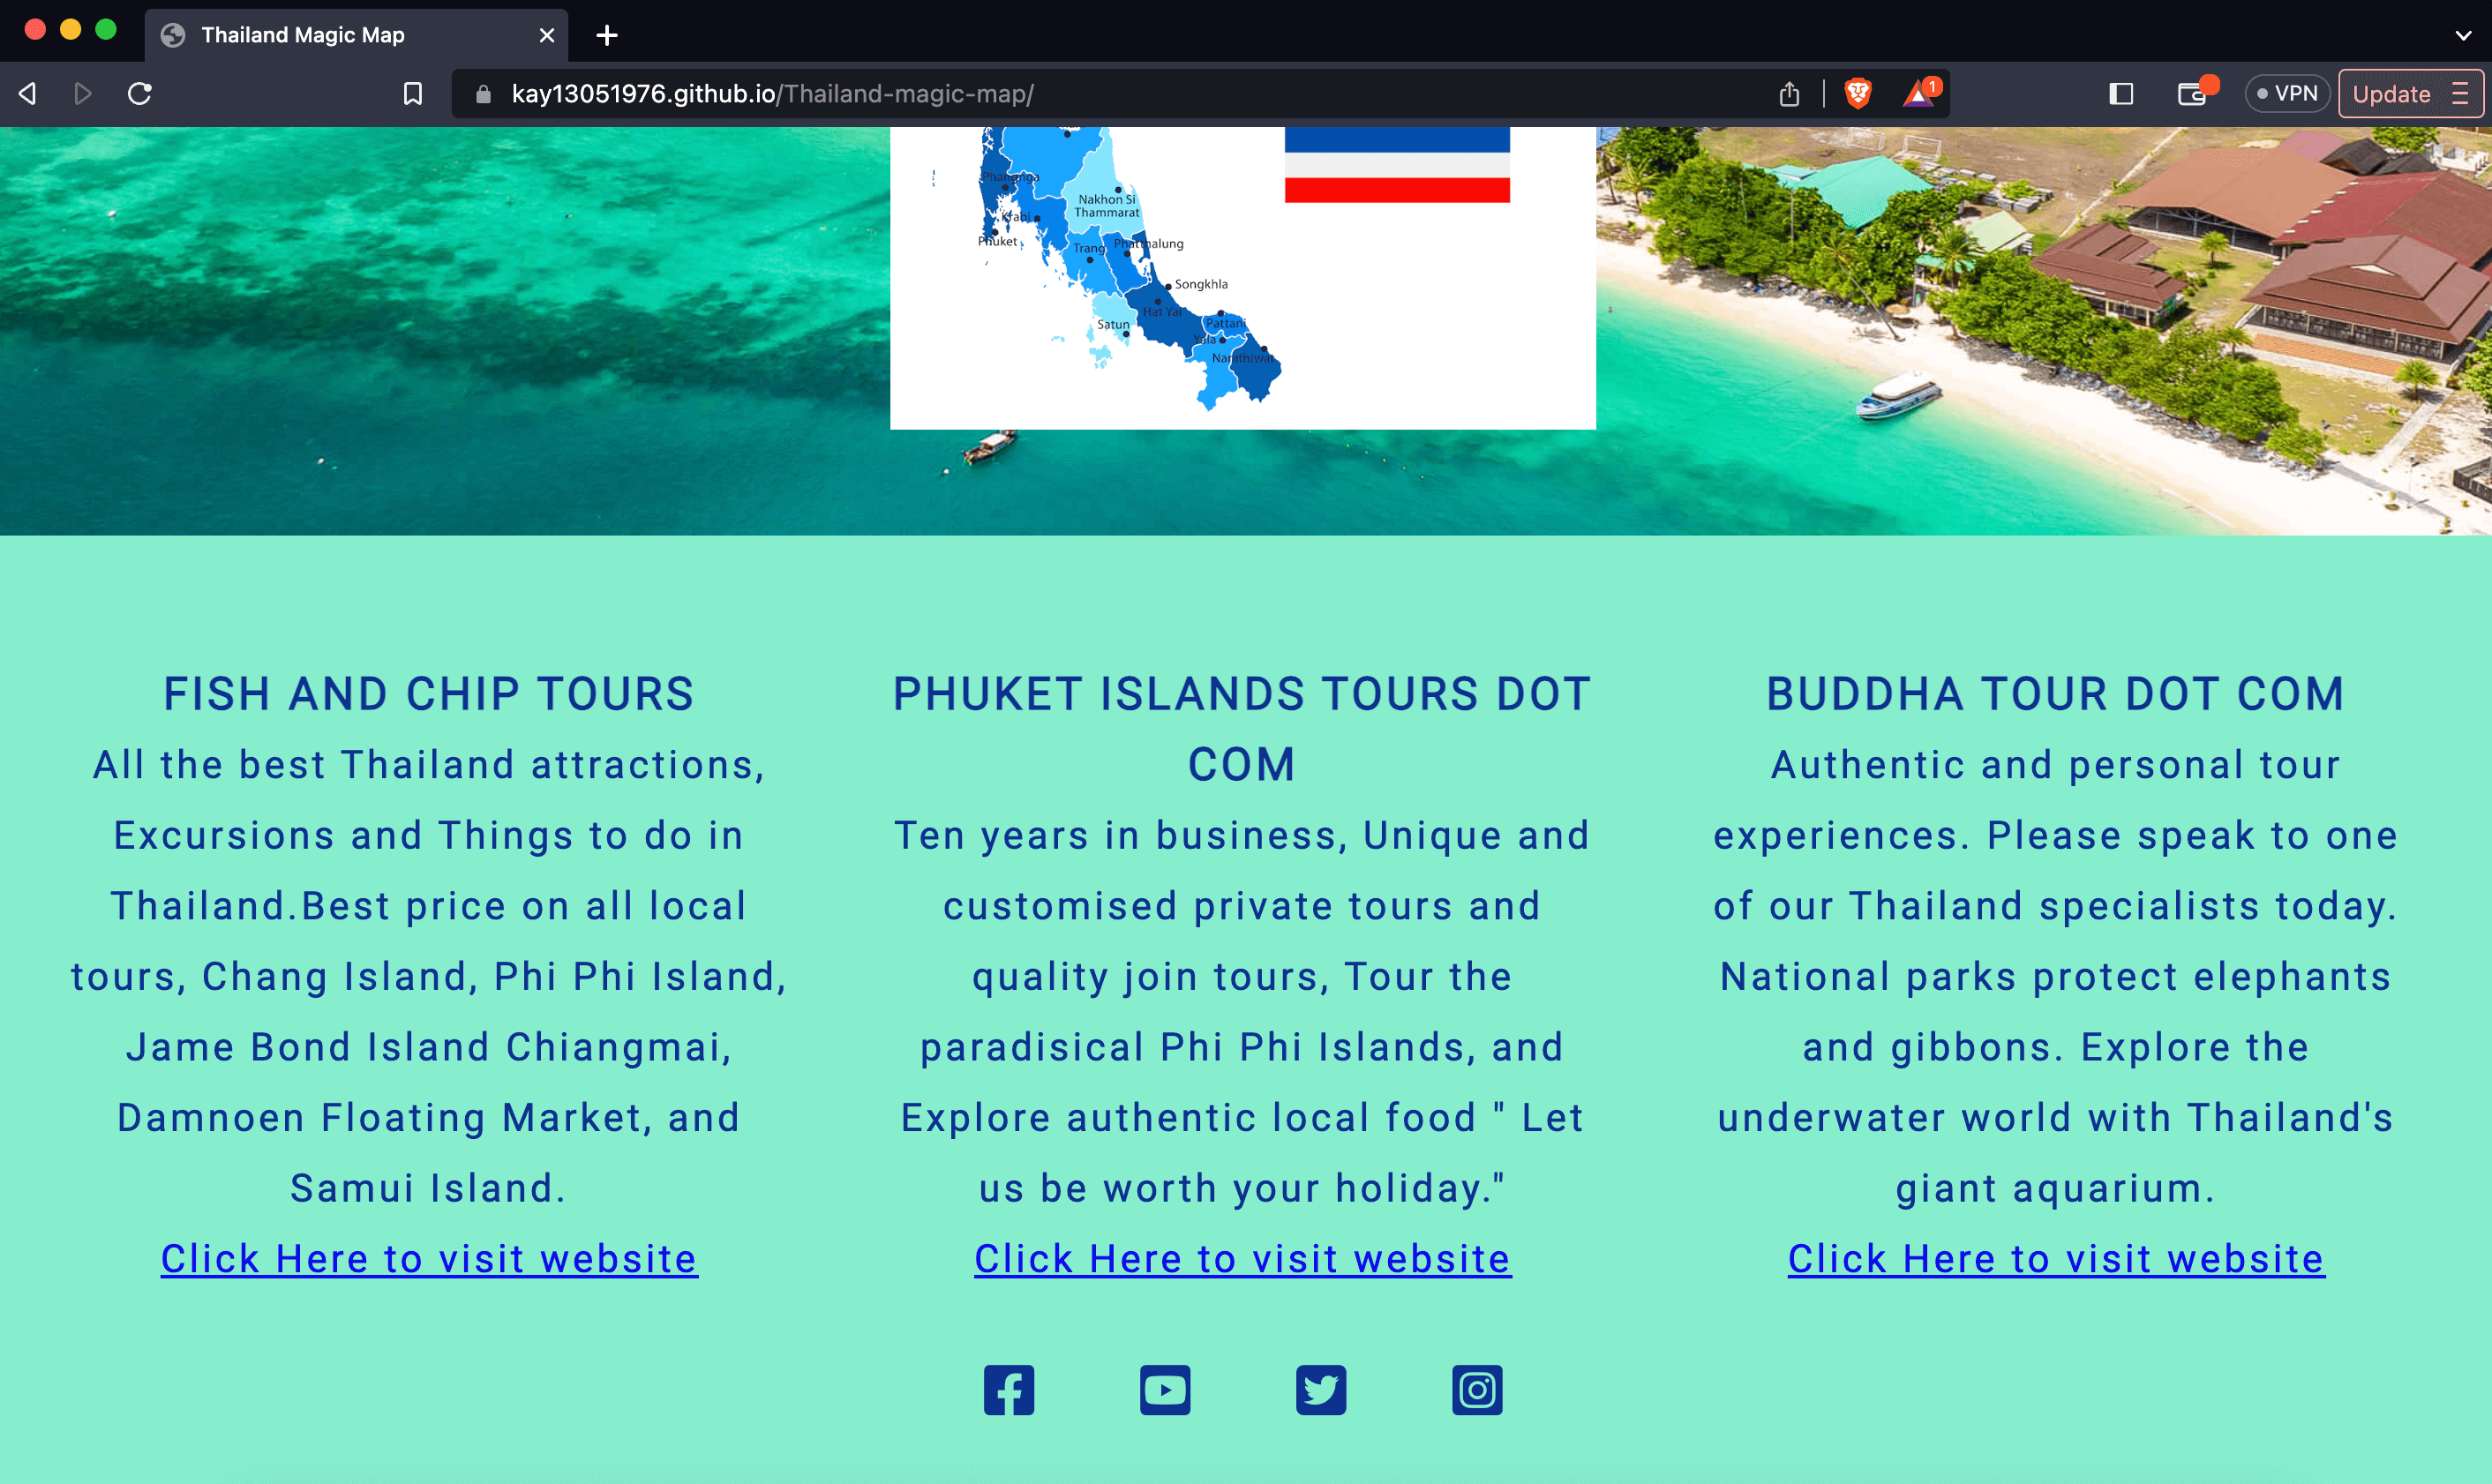 Thailand Magic Map
kay13051976.github.io/Thailand-magic-map/
1
VPN
Update
Phangnga
Nakhon Si
Thammarat
Krabi
Phuket
Trang
Phatthalung
Songkhla
Hat Yai
Satun
Pattani
Yala
Narathiwat
FISH AND CHIP TOURS
All the best Thailand attractions,
Excursions and Things to do in
Thailand.Best price on all local
tours, Chang Island, Phi Phi Island,
Jame Bond Island Chiangmai,
Damnoen Floating Market, and
Samui Island.
Click Here to visit website
PHUKET ISLANDS TOURS DOT
COM
Ten years in business, Unique and
customised private tours and
quality join tours, Tour the
paradisical Phi Phi Islands, and
Explore authentic local food " Let
us be worth your holiday."
Click Here to visit website
BUDDHA TOUR DOT COM
Authentic and personal tour
experiences. Please speak to one
of our Thailand specialists today.
National parks protect elephants
and gibbons. Explore the
underwater world with Thailand's
giant aquarium.
Click Here to visit website